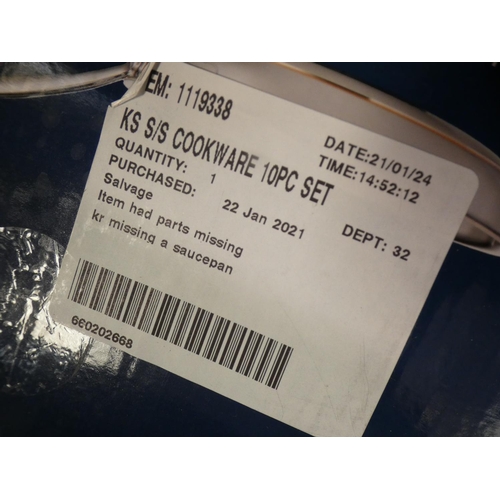 EM: 1119338
KS S/S COOKWARE 10PC SET
QUANTITY: 1
PURCHASED: 22 Jan 2021
Salvage
Item had parts missing
kr missing a saucepan
DATE:21/01/24
TIME:14:52:12
DEPT: 32
660202668